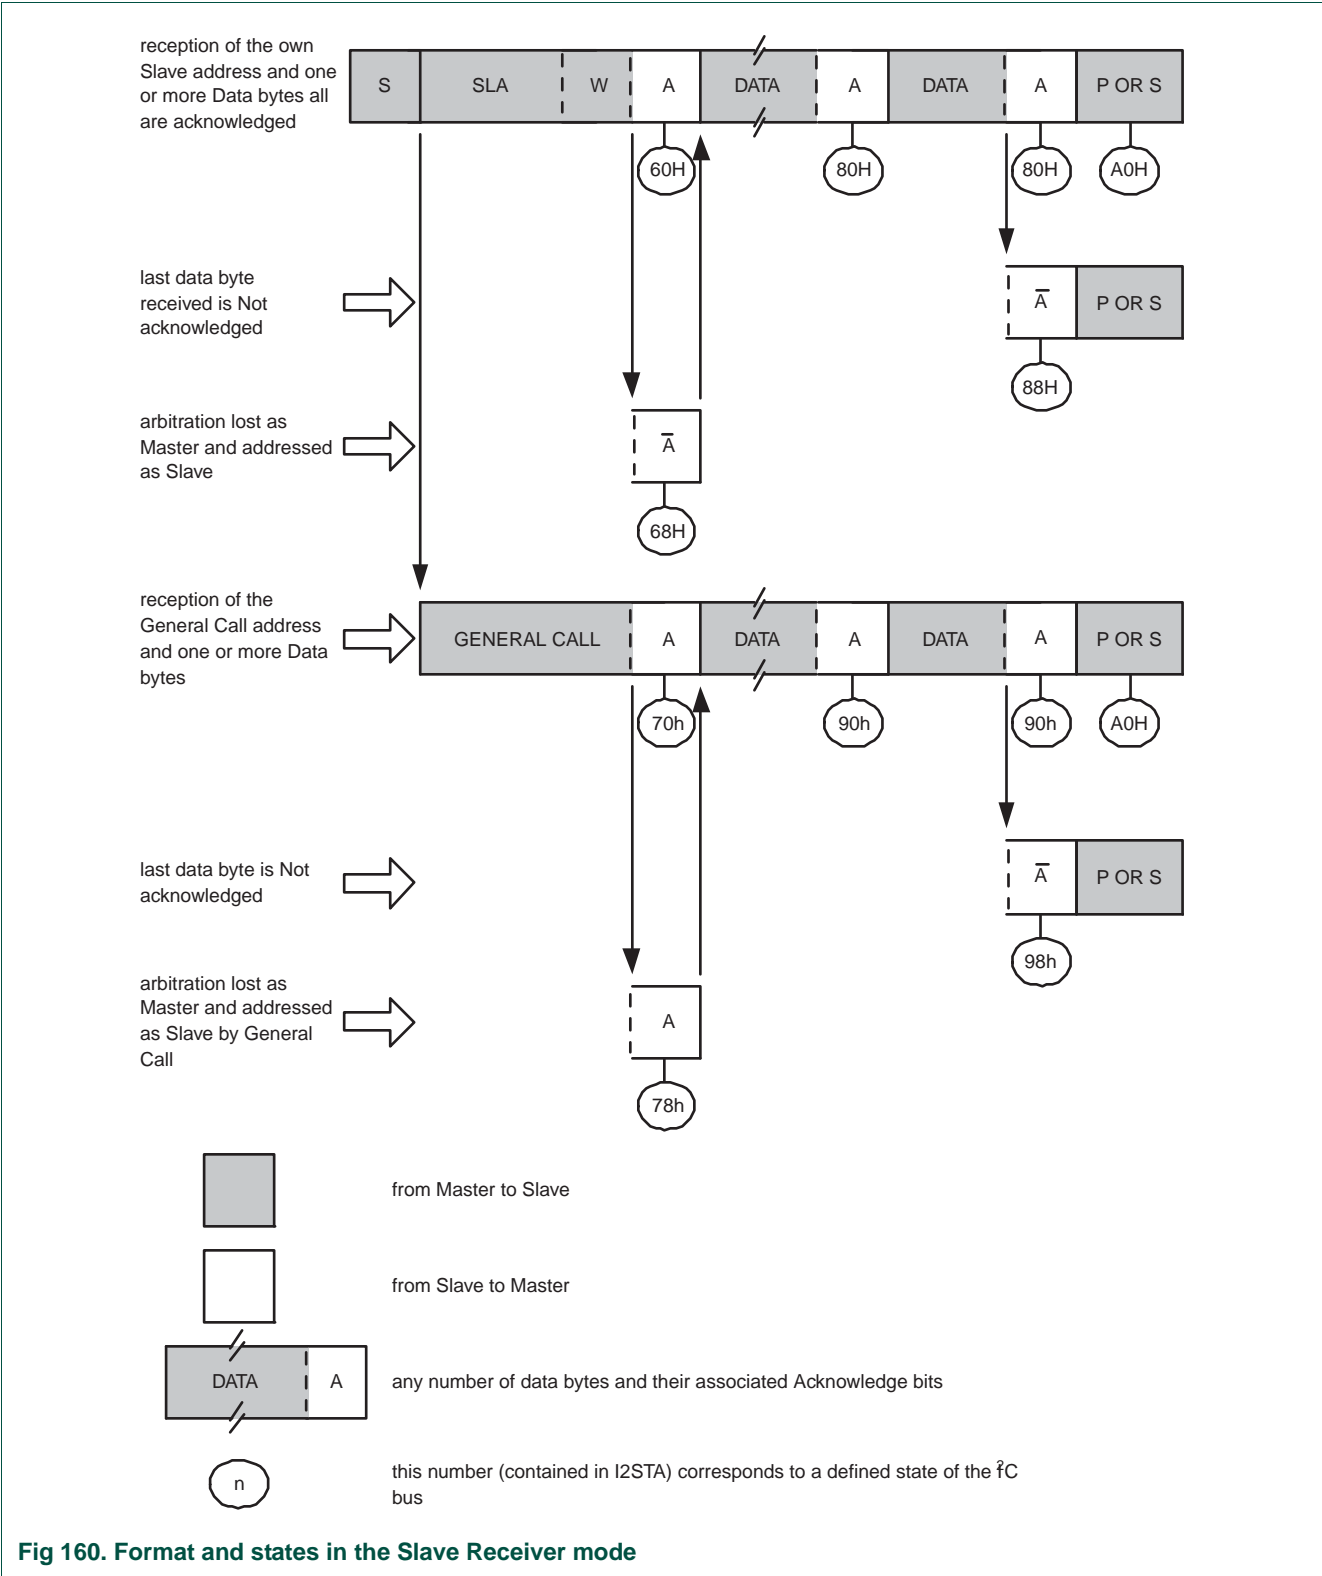 reception of the own
Slave address and one
or more Data bytes all
are acknowledged
S SLA W A DATA A DATA A P OR S
60H 80H 80H A0H
last data byte
received is Not
acknowledged
A̅ P OR S
88H
arbitration lost as
Master and addressed
as Slave
A̅
68H
reception of the
General Call address
and one or more Data
bytes
GENERAL CALL A DATA A DATA A P OR S
70h 90h 90h A0H
last data byte is Not
acknowledged
A̅ P OR S
98h
arbitration lost as
Master and addressed
as Slave by General
Call
A
78h
from Master to Slave
from Slave to Master
DATA A any number of data bytes and their associated Acknowledge bits
n
this number (contained in I2STA) corresponds to a defined state of the I²C
bus
Fig 160. Format and states in the Slave Receiver mode